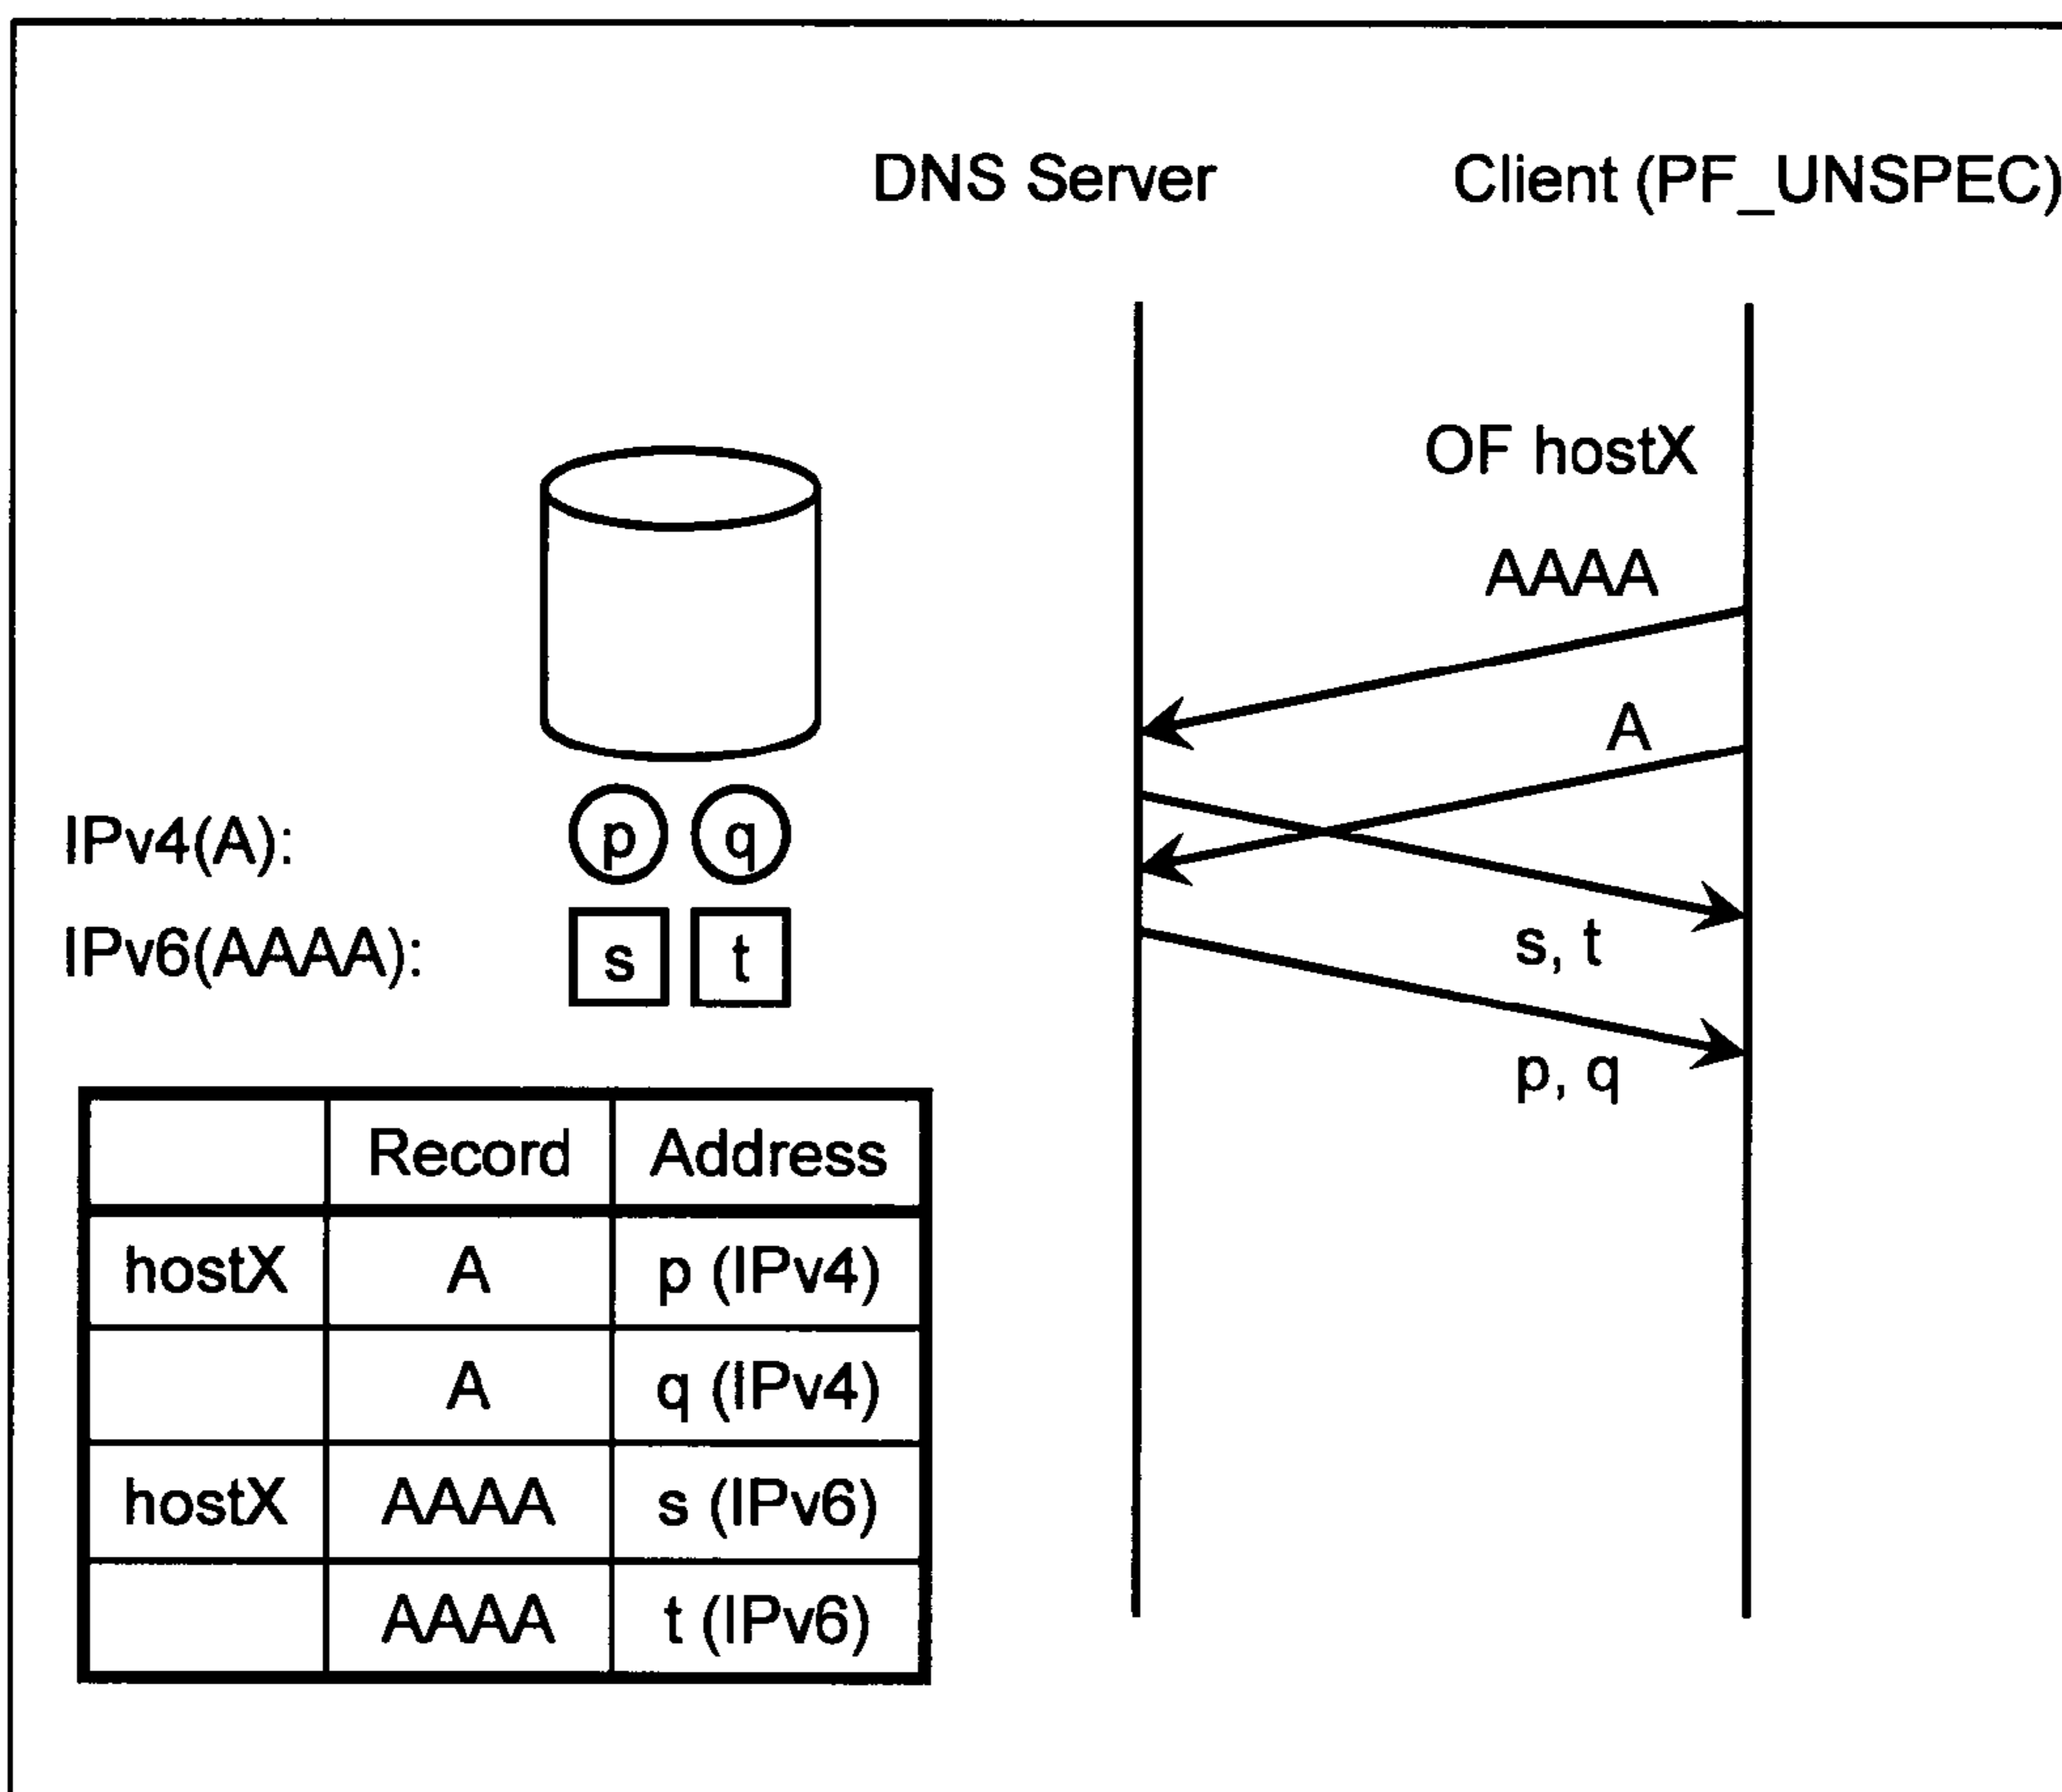 DNS Server
Client (PF_UNSPEC)
OF hostX
AAAA
A
s, t
p, q
IPv4(A):
p q
IPv6(AAAA):
s t
Record Address
hostX A p (IPv4)
A q (IPv4)
hostX AAAA s (IPv6)
AAAA t (IPv6)